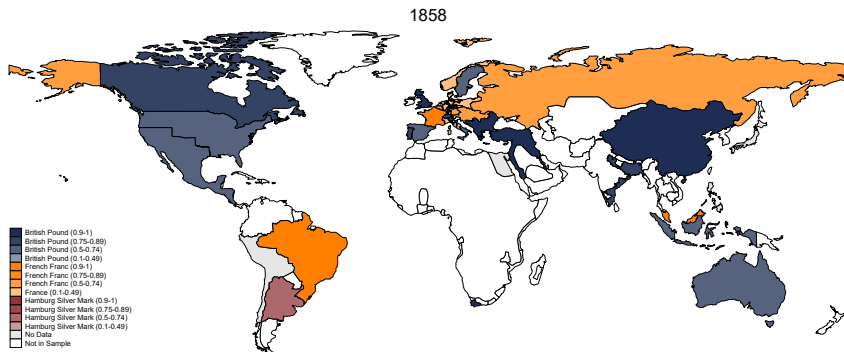 1858
British Pound (0.9-1)
British Pound (0.75-0.89)
British Pound (0.5-0.74)
British Pound (0.1-0.49)
French Franc (0.9-1)
French Franc (0.75-0.89)
French Franc (0.5-0.74)
France (0.1-0.49)
Hamburg Silver Mark (0.9-1)
Hamburg Silver Mark (0.75-0.89)
Hamburg Silver Mark (0.5-0.74)
Hamburg Silver Mark (0.1-0.49)
No Data
Not in Sample